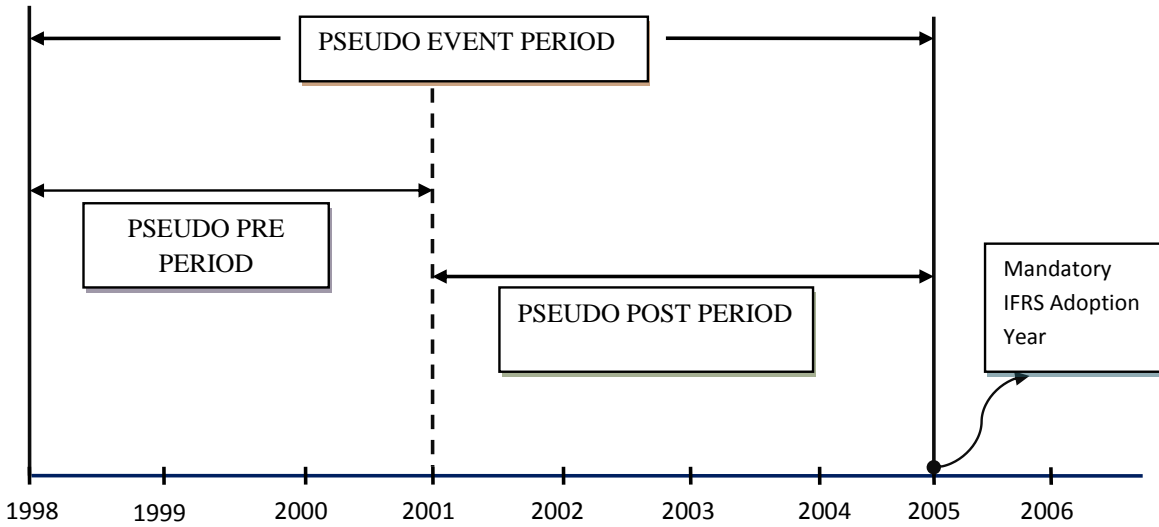 PSEUDO EVENT PERIOD
PSEUDO PRE
PERIOD
PSEUDO POST PERIOD
Mandatory
IFRS Adoption
Year
1998 1999 2000 2001 2002 2003 2004 2005 2006